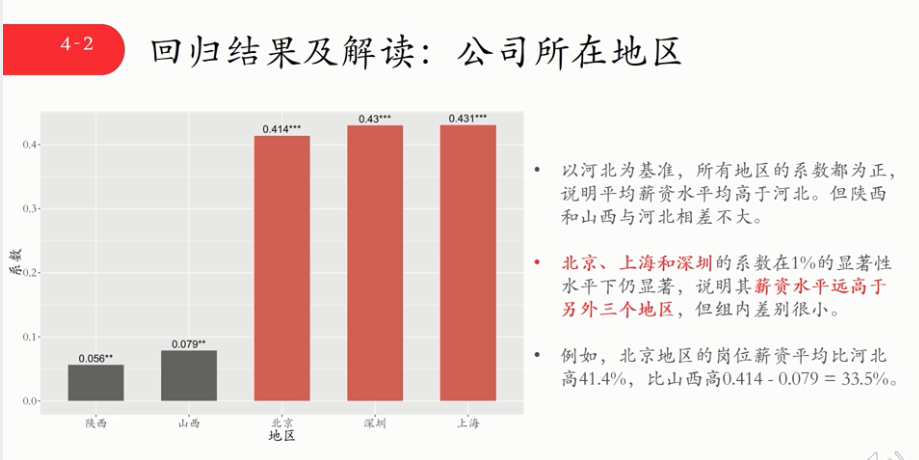 4-2
回归结果及解读：公司所在地区
0.431***
0.43***
0.414***
0.4
0.3
系数
0.2
0.1
0.079**
0.056**
0.0
陕西 山西 北京 深圳 上海
地区
• 以河北为基准，所有地区的系数都为正，
说明平均薪资水平均高于河北。但陕西
和山西与河北相差不大。
• 北京、上海和深圳的系数在1%的显著性
水平下仍显著，说明其薪资水平远高于
另外三个地区，但组内差别很小。
• 例如，北京地区的岗位薪资平均比河北
高41.4%，比山西高0.414 - 0.079 = 33.5%。